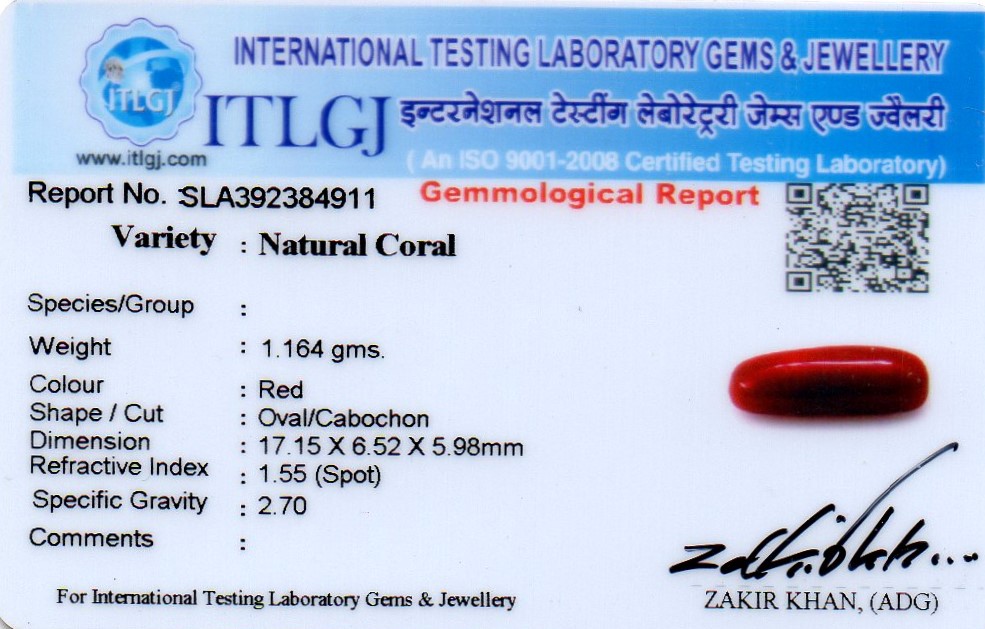 INTERNATIONAL TESTING LABORATORY GEMS & JEWELLERY
ITLGJ
ITLGJ
इन्टरनेशनल टेस्टींग लेबोरेट्ररी जेम्स एण्ड ज्वैलरी
www.itlgj.com
(An ISO 9001-2008 Certified Testing Laboratory)
Report No. :SLA392384911
Gemmological Report
Variety : Natural Coral
Species/Group :
Weight : 1.164 gms.
Colour : Red
Shape / Cut : Oval/Cabochon
Dimension : 17.15 X 6.52 X 5.98mm
Refractive Index : 1.55 (Spot)
Specific Gravity : 2.70
Comments :
For International Testing Laboratory Gems & Jewellery
ZAKIR KHAN, (ADG)